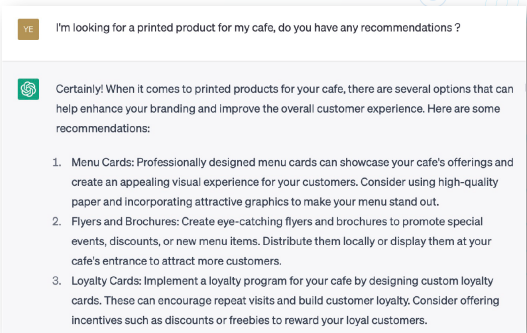 YE
I'm looking for a printed product for my cafe, do you have any recommendations ?
Certainly! When it comes to printed products for your cafe, there are several options that can
help enhance your branding and improve the overall customer experience. Here are some
recommendations:
1. Menu Cards: Professionally designed menu cards can showcase your cafe's offerings and
create an appealing visual experience for your customers. Consider using high-quality
paper and incorporating attractive graphics to make your menu stand out.
2. Flyers and Brochures: Create eye-catching flyers and brochures to promote special
events, discounts, or new menu items. Distribute them locally or display them at your
cafe's entrance to attract more customers.
3. Loyalty Cards: Implement a loyalty program for your cafe by designing custom loyalty
cards. These can encourage repeat visits and build customer loyalty. Consider offering
incentives such as discounts or freebies to reward your loyal customers.